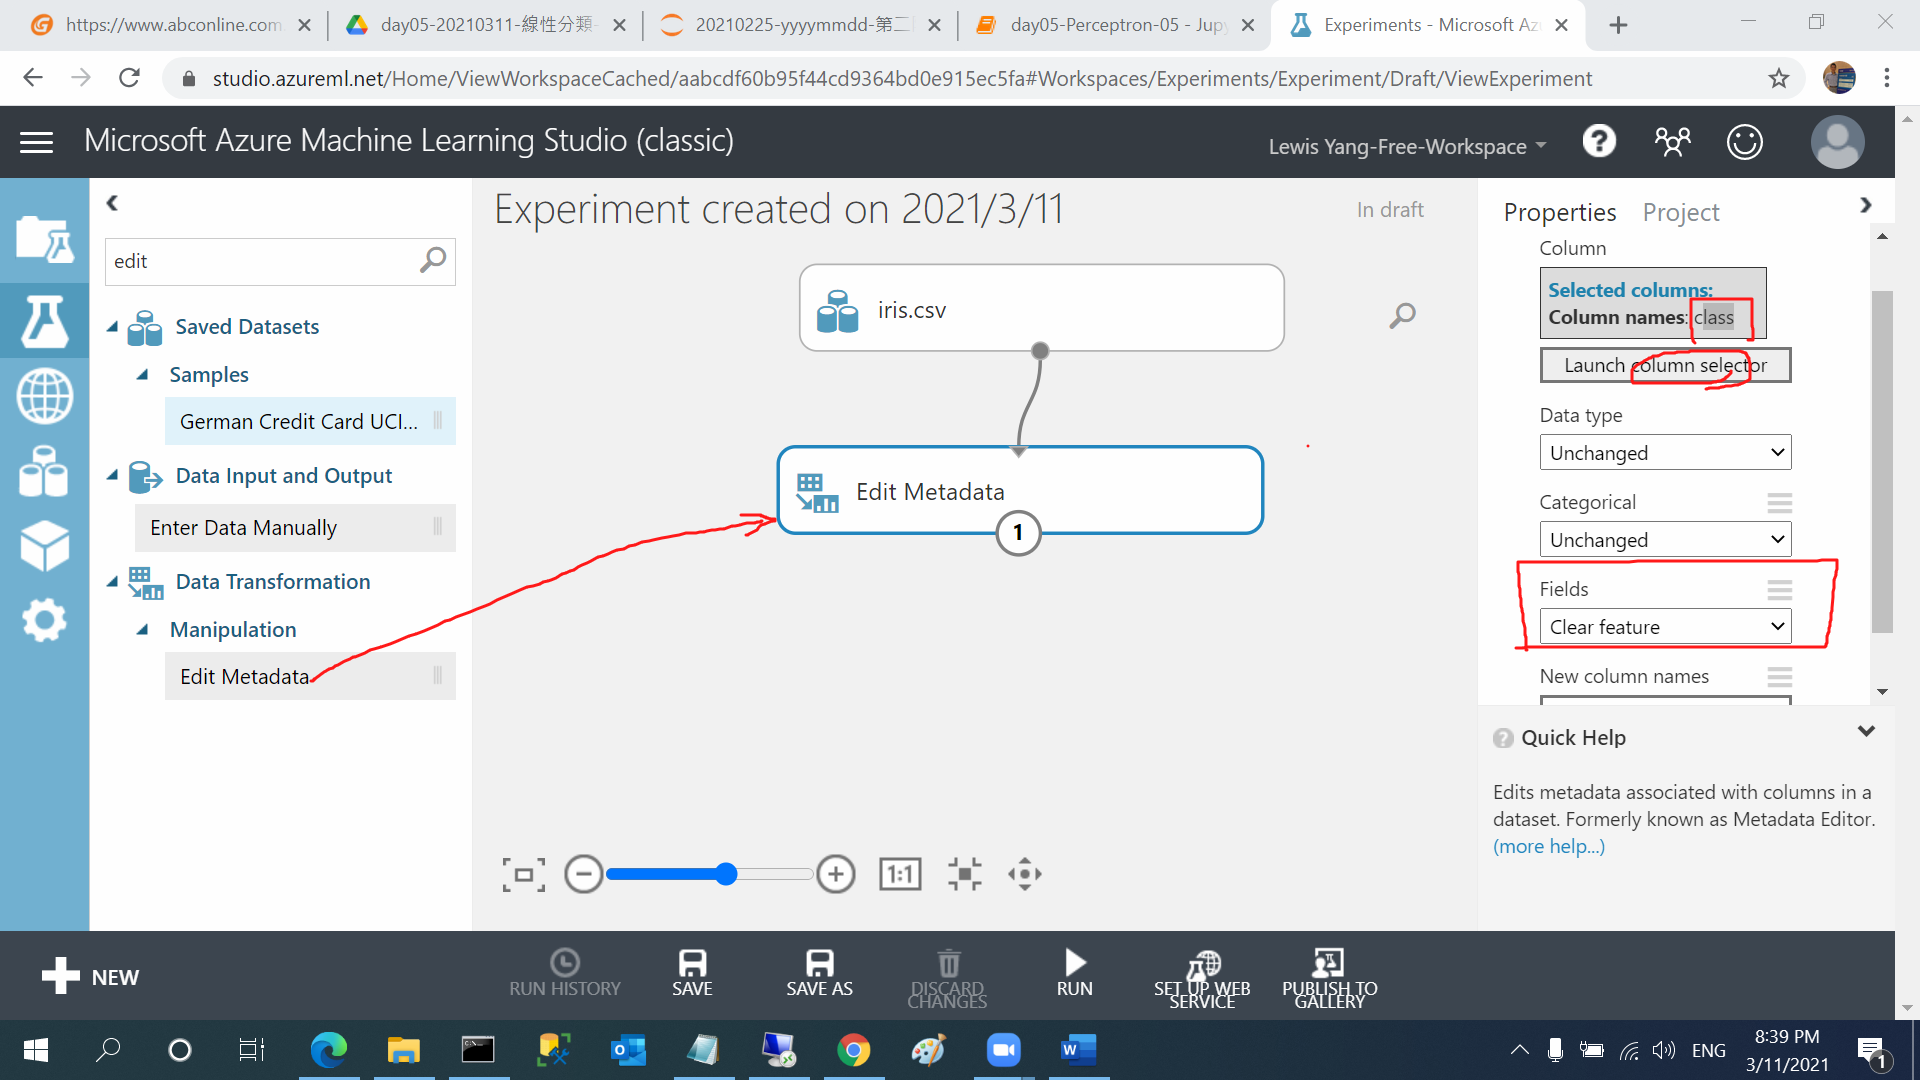 https://www.abconline.com
day05-20210311-線性分類-
20210225-yyyymmdd-第二
day05-Perceptron-05 - Jupy
Experiments - Microsoft Az
studio.azureml.net/Home/ViewWorkspaceCached/aabcdf60b95f44cd9364bd0e915ec5fa#Workspaces/Experiments/Experiment/Draft/ViewExperiment
Microsoft Azure Machine Learning Studio (classic)
Lewis Yang-Free-Workspace
?
Experiment created on 2021/3/11
In draft
edit
Saved Datasets
Samples
German Credit Card UCI...
Data Input and Output
Enter Data Manually
Data Transformation
Manipulation
Edit Metadata
iris.csv
Edit Metadata
1
1:1
Properties
Project
Column
Selected columns:
Column names: class
Launch column selector
Data type
Unchanged
Categorical
Unchanged
Fields
Clear feature
New column names
? Quick Help
Edits metadata associated with columns in a
dataset. Formerly known as Metadata Editor.
(more help...)
NEW
RUN HISTORY
SAVE
SAVE AS
DISCARD
CHANGES
RUN
SET UP WEB
SERVICE
PUBLISH TO
GALLERY
ENG
8:39 PM
3/11/2021
1